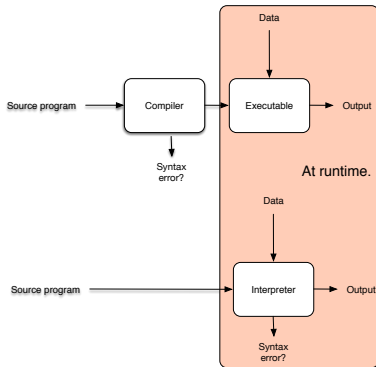 Data
Source program
Compiler
Executable
Output
Syntax
error?
At runtime.
Data
Source program
Interpreter
Output
Syntax
error?